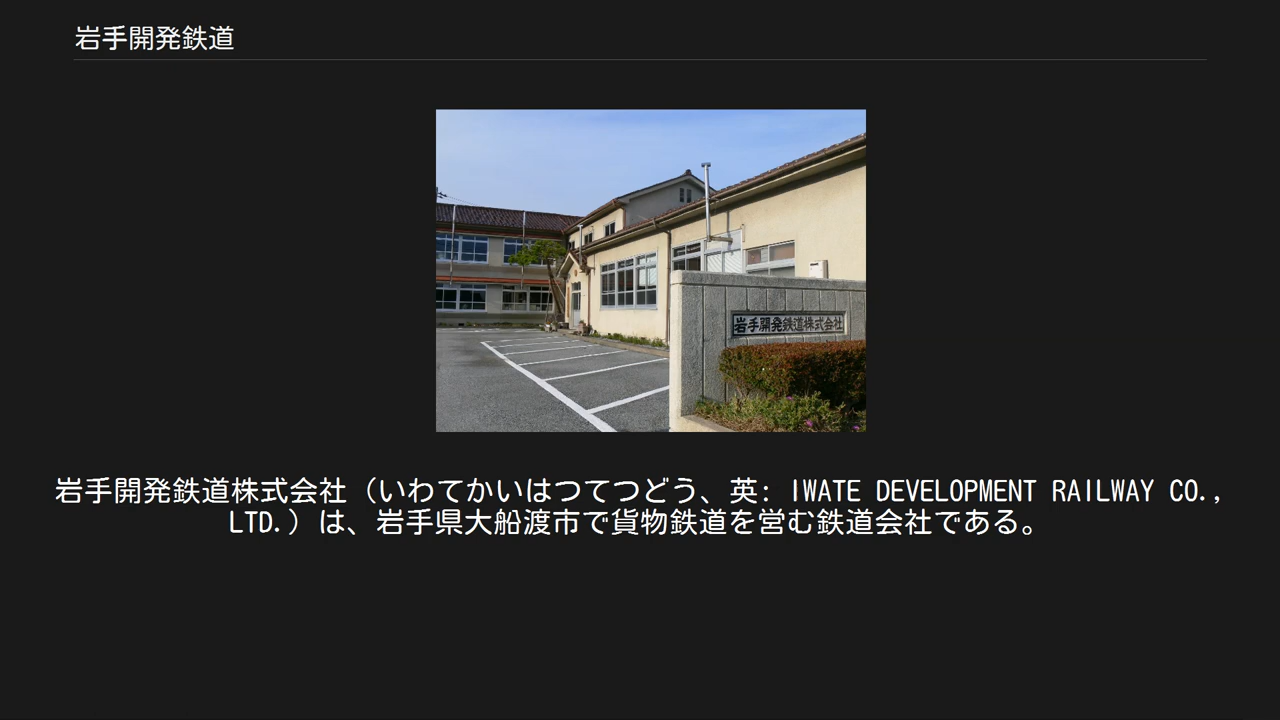 岩手開発鉄道
岩手開発鉄道株式会社
岩手開発鉄道株式会社（いわてかいはつてつどう、英: IWATE DEVELOPMENT RAILWAY CO.,
LTD.）は、岩手県大船渡市で貨物鉄道を営む鉄道会社である。